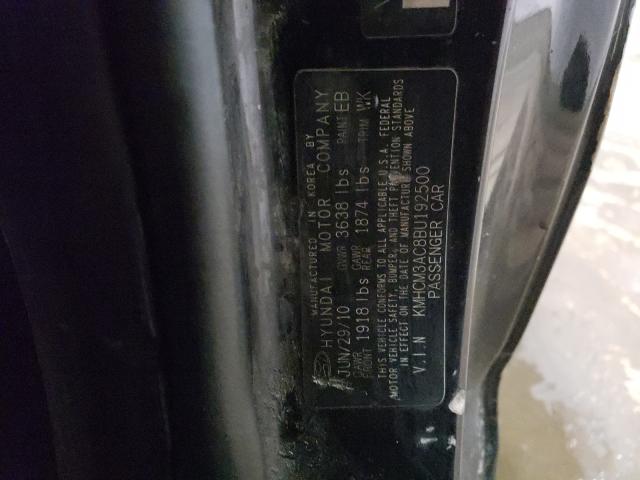 MANUFACTURED IN KOREA BY
HYUNDAI MOTOR COMPANY
JUN/29/10 GVWR 3638 lbs PAINT EB
GAWR FRONT 1918 lbs GAWR REAR 1874 lbs TRIM WK
THIS VEHICLE CONFORMS TO ALL APPLICABLE U.S.A. FEDERAL
MOTOR VEHICLE SAFETY, BUMPER, AND THEFT PREVENTION STANDARDS
IN EFFECT ON THE DATE OF MANUFACTURE SHOWN ABOVE
V.I.N KMHCM3AC8BU192500
PASSENGER CAR